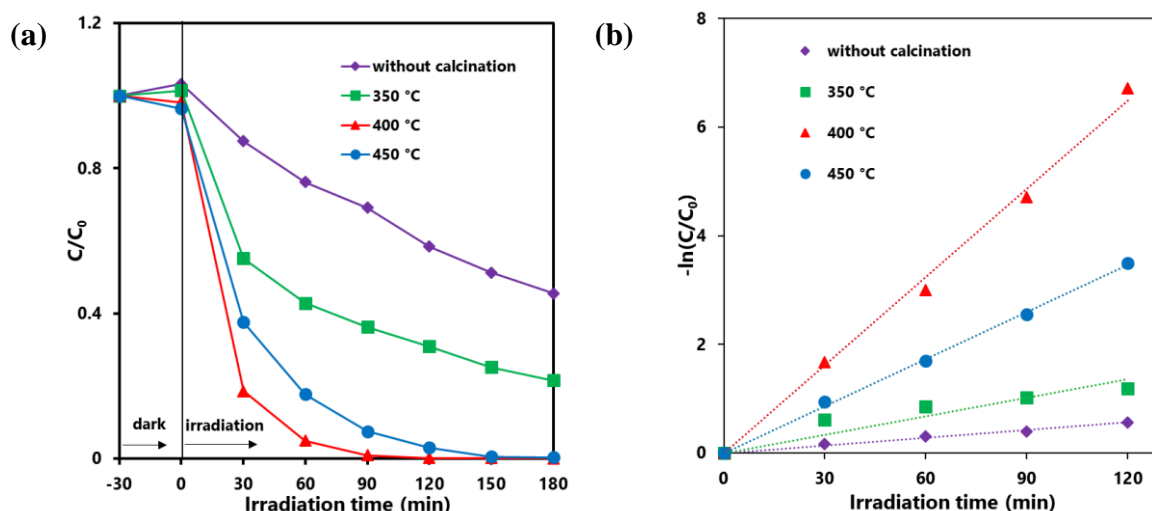 (a)
1.2
0.8
0.4
0
C/C0
without calcination
350 °C
400 °C
450 °C
dark
irradiation
-30 0 30 60 90 120 150 180
Irradiation time (min)
(b)
8
6
4
2
0
-ln(C/C0)
without calcination
350 °C
400 °C
450 °C
0 30 60 90 120
Irradiation time (min)